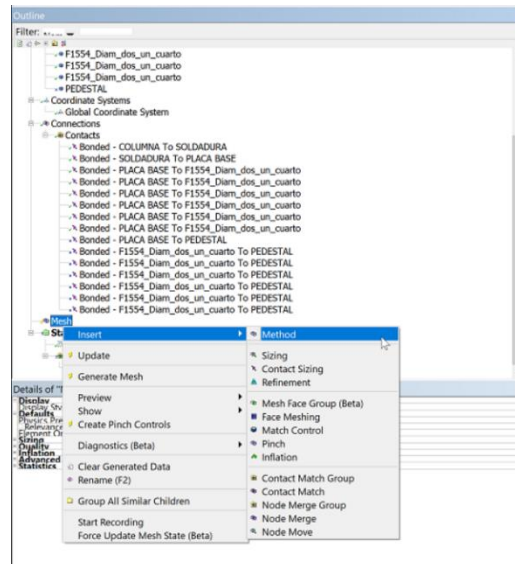 Outline
Filter:
F1554_Diam_dos_un_cuarto
F1554_Diam_dos_un_cuarto
F1554_Diam_dos_un_cuarto
PEDESTAL
Coordinate Systems
Global Coordinate System
Connections
Contacts
Bonded - COLUMNA To SOLDADURA
Bonded - SOLDADURA To PLACA BASE
Bonded - PLACA BASE To F1554_Diam_dos_un_cuarto
Bonded - PLACA BASE To F1554_Diam_dos_un_cuarto
Bonded - PLACA BASE To F1554_Diam_dos_un_cuarto
Bonded - PLACA BASE To F1554_Diam_dos_un_cuarto
Bonded - PLACA BASE To F1554_Diam_dos_un_cuarto
Bonded - PLACA BASE To F1554_Diam_dos_un_cuarto
Bonded - PLACA BASE To PEDESTAL
Bonded - F1554_Diam_dos_un_cuarto To PEDESTAL
Bonded - F1554_Diam_dos_un_cuarto To PEDESTAL
Bonded - F1554_Diam_dos_un_cuarto To PEDESTAL
Bonded - F1554_Diam_dos_un_cuarto To PEDESTAL
Bonded - F1554_Diam_dos_un_cuarto To PEDESTAL
Bonded - F1554_Diam_dos_un_cuarto To PEDESTAL
Mesh
Insert
Update
Generate Mesh
Preview
Show
Create Pinch Controls
Diagnostics (Beta)
Clear Generated Data
Rename (F2)
Group All Similar Children
Start Recording
Force Update Mesh State (Beta)
Method
Sizing
Contact Sizing
Refinement
Mesh Face Group (Beta)
Face Meshing
Match Control
Pinch
Inflation
Contact Match Group
Contact Match
Node Merge Group
Node Merge
Node Move
Details of
Display
Display Sty
Defaults
Physics Pre
Relevance
Element Or
Sizing
Quality
Inflation
Advanced
Statistics